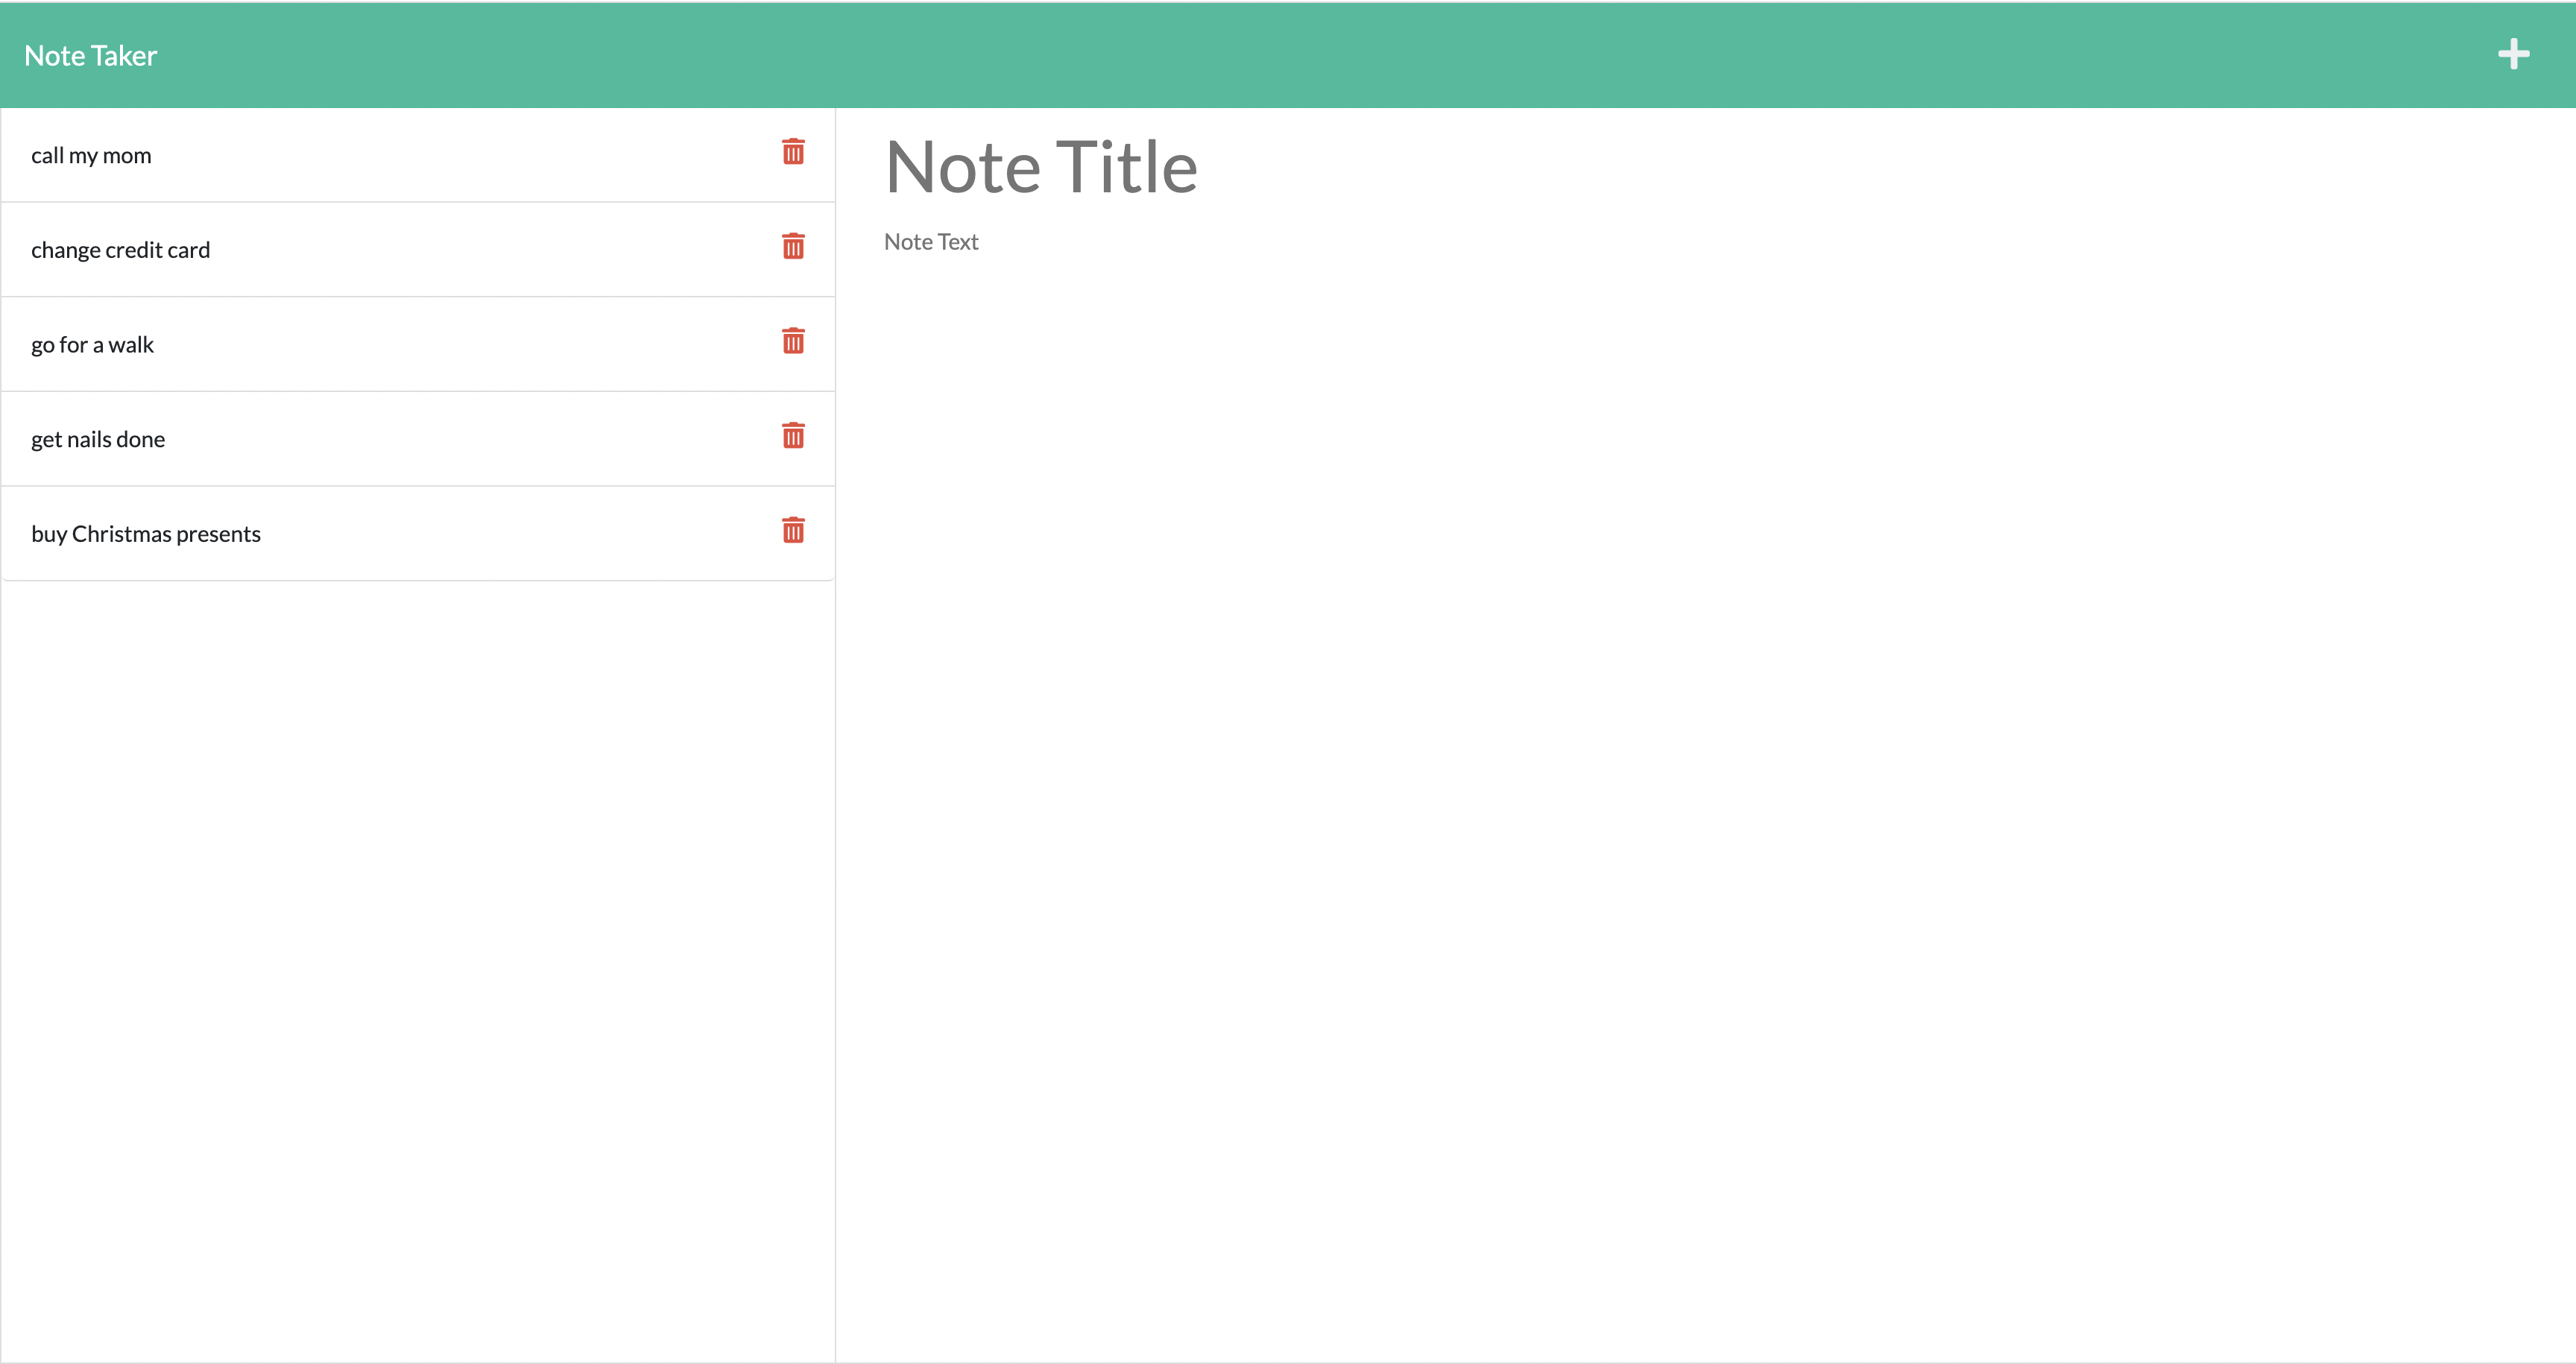 Note Taker
call my mom
change credit card
go for a walk
get nails done
buy Christmas presents
Note Title
Note Text